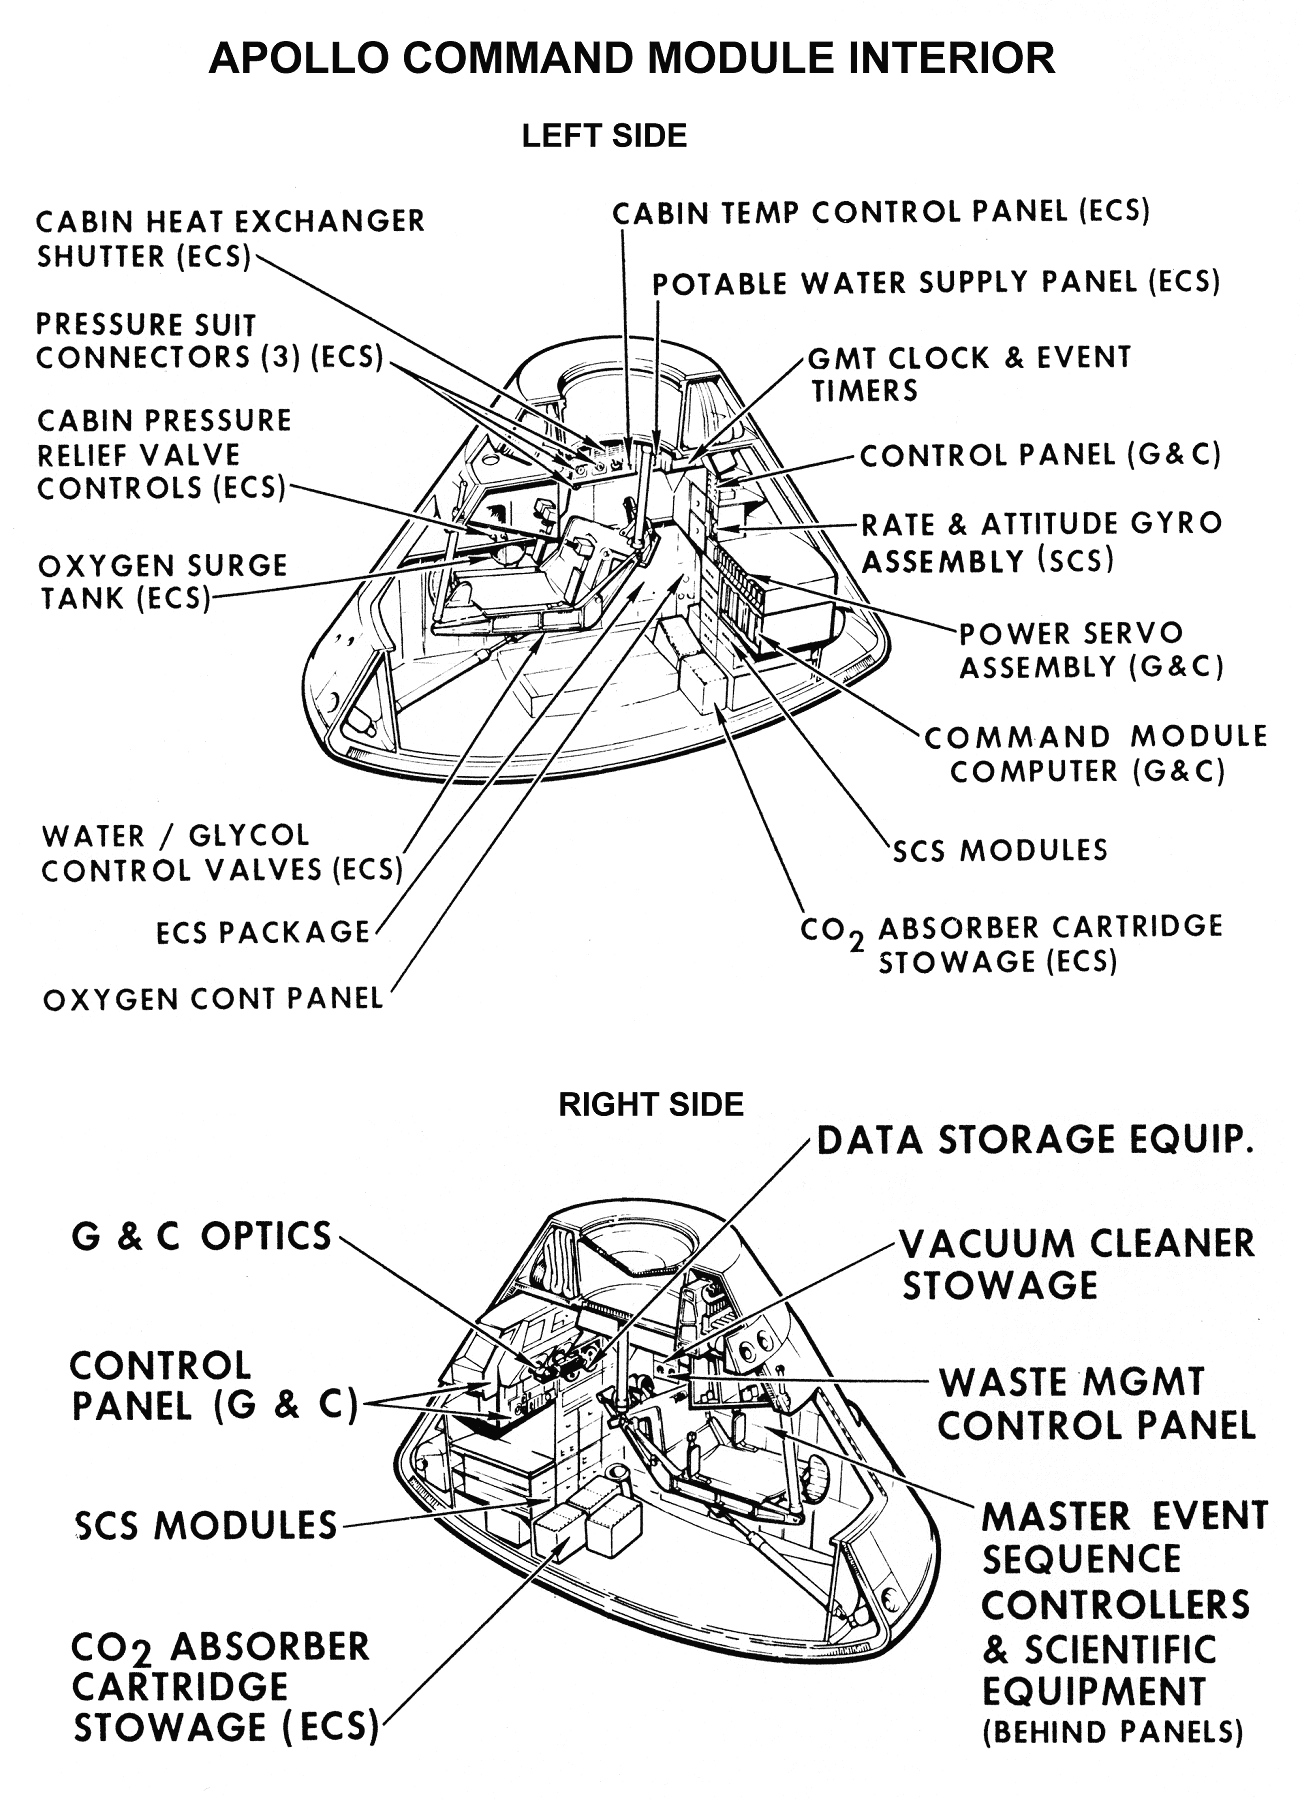 APOLLO COMMAND MODULE INTERIOR
LEFT SIDE
CABIN HEAT EXCHANGER
SHUTTER (ECS)
PRESSURE SUIT
CONNECTORS (3) (ECS)
CABIN PRESSURE
RELIEF VALVE
CONTROLS (ECS)
OXYGEN SURGE
TANK (ECS)
WATER / GLYCOL
CONTROL VALVES (ECS)
ECS PACKAGE
OXYGEN CONT PANEL
CABIN TEMP CONTROL PANEL (ECS)
POTABLE WATER SUPPLY PANEL (ECS)
GMT CLOCK & EVENT
TIMERS
CONTROL PANEL (G&C)
RATE & ATTITUDE GYRO
ASSEMBLY (SCS)
POWER SERVO
ASSEMBLY (G&C)
COMMAND MODULE
COMPUTER (G&C)
SCS MODULES
CO2 ABSORBER CARTRIDGE
STOWAGE (ECS)
RIGHT SIDE
G & C OPTICS
CONTROL
PANEL (G & C)
SCS MODULES
CO2 ABSORBER
CARTRIDGE
STOWAGE (ECS)
DATA STORAGE EQUIP.
VACUUM CLEANER
STOWAGE
WASTE MGMT
CONTROL PANEL
MASTER EVENT
SEQUENCE
CONTROLLERS
& SCIENTIFIC
EQUIPMENT
(BEHIND PANELS)